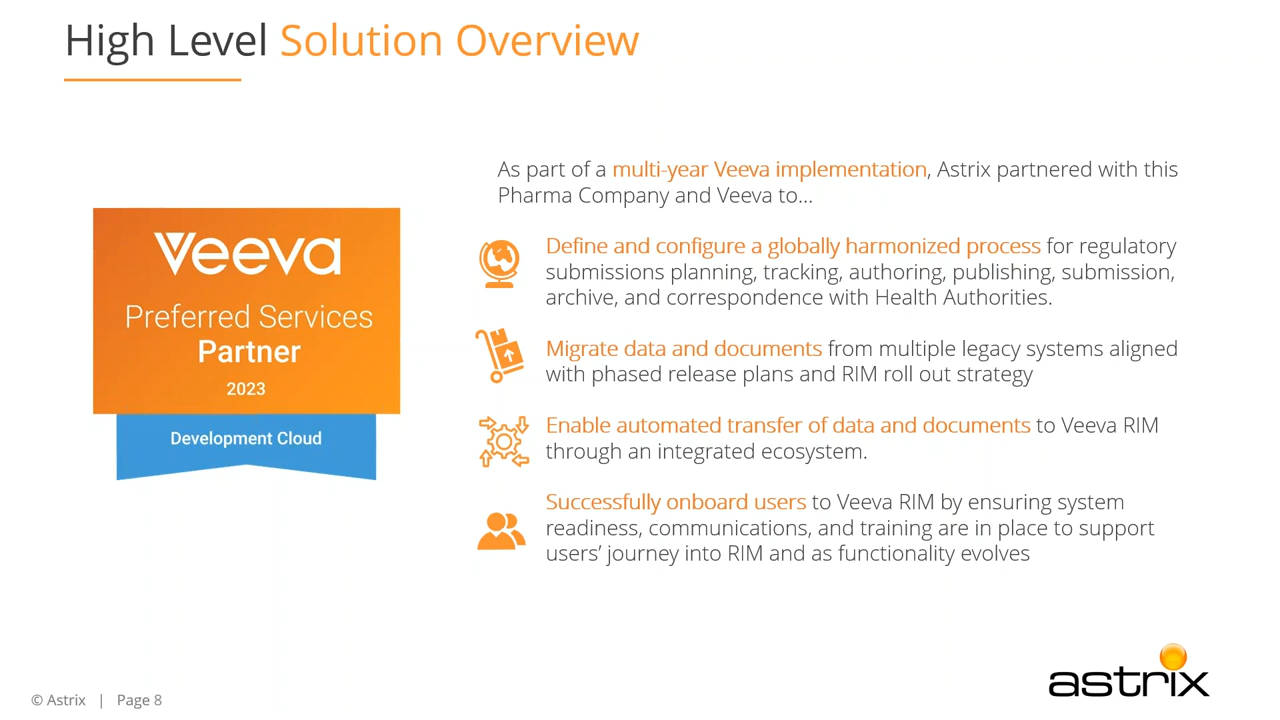 High Level Solution Overview
As part of a multi-year Veeva implementation, Astrix partnered with this
Pharma Company and Veeva to...
Veeva
Preferred Services
Partner
2023
Development Cloud
Define and configure a globally harmonized process for regulatory
submissions planning, tracking, authoring, publishing, submission,
archive, and correspondence with Health Authorities.
Migrate data and documents from multiple legacy systems aligned
with phased release plans and RIM roll out strategy
Enable automated transfer of data and documents to Veeva RIM
through an integrated ecosystem.
Successfully onboard users to Veeva RIM by ensuring system
readiness, communications, and training are in place to support
users’ journey into RIM and as functionality evolves
© Astrix | Page 8
astrix